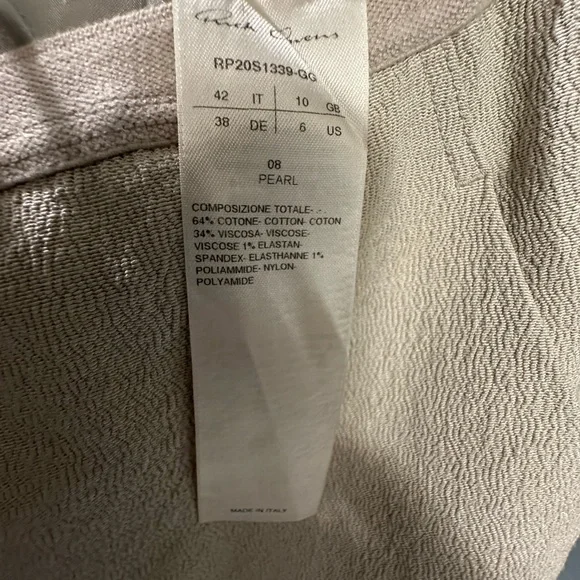 Rick Owens
RP20S1339-GG
42 IT 10 GB
38 DE 6 US
08
PEARL
COMPOSIZIONE TOTALE- -
64% COTONE- COTTON- COTON
34% VISCOSA- VISCOSE-
VISCOSE 1% ELASTAN-
SPANDEX- ELASTHANNE 1%
POLIAMMIDE- NYLON-
POLYAMIDE
MADE IN ITALY